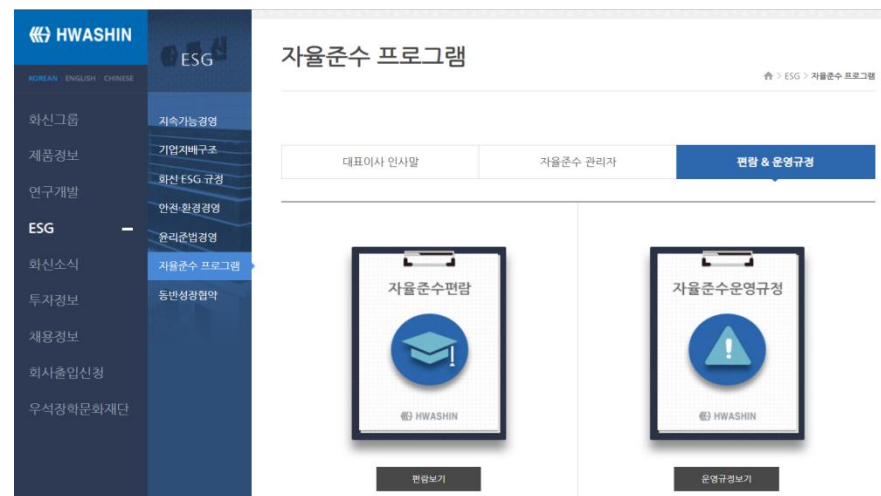 HWASHIN
KOREAN ENGLISH CHINESE
화신그룹
제품정보
연구개발
ESG
화신소식
투자정보
채용정보
회사출입신청
우석장학문화재단
ESG
지속가능경영
기업지배구조
화신 ESG 규정
안전·환경경영
윤리준법경영
자율준수 프로그램
동반성장협약
자율준수 프로그램
> ESG > 자율준수 프로그램
대표이사 인사말
자율준수 관리자
편람 & 운영규정
자율준수편람
HWASHIN
편람보기
자율준수운영규정
HWASHIN
운영규정보기